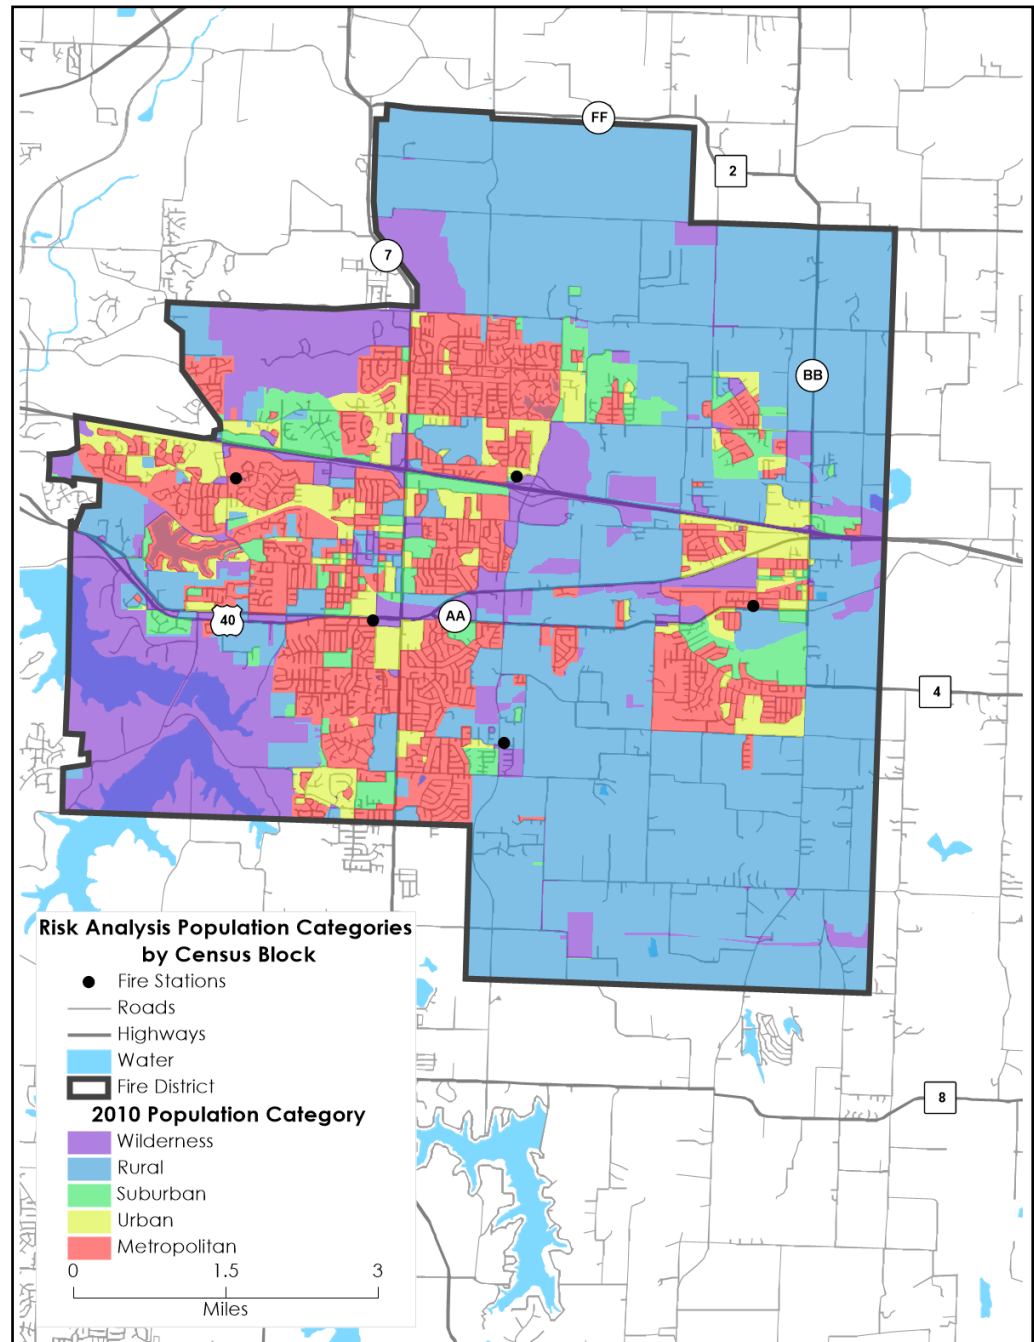 FF
2
7
BB
40
AA
4
8
Risk Analysis Population Categories
by Census Block
Fire Stations
Roads
Highways
Water
Fire District
2010 Population Category
Wilderness
Rural
Suburban
Urban
Metropolitan
0 1.5 3
Miles